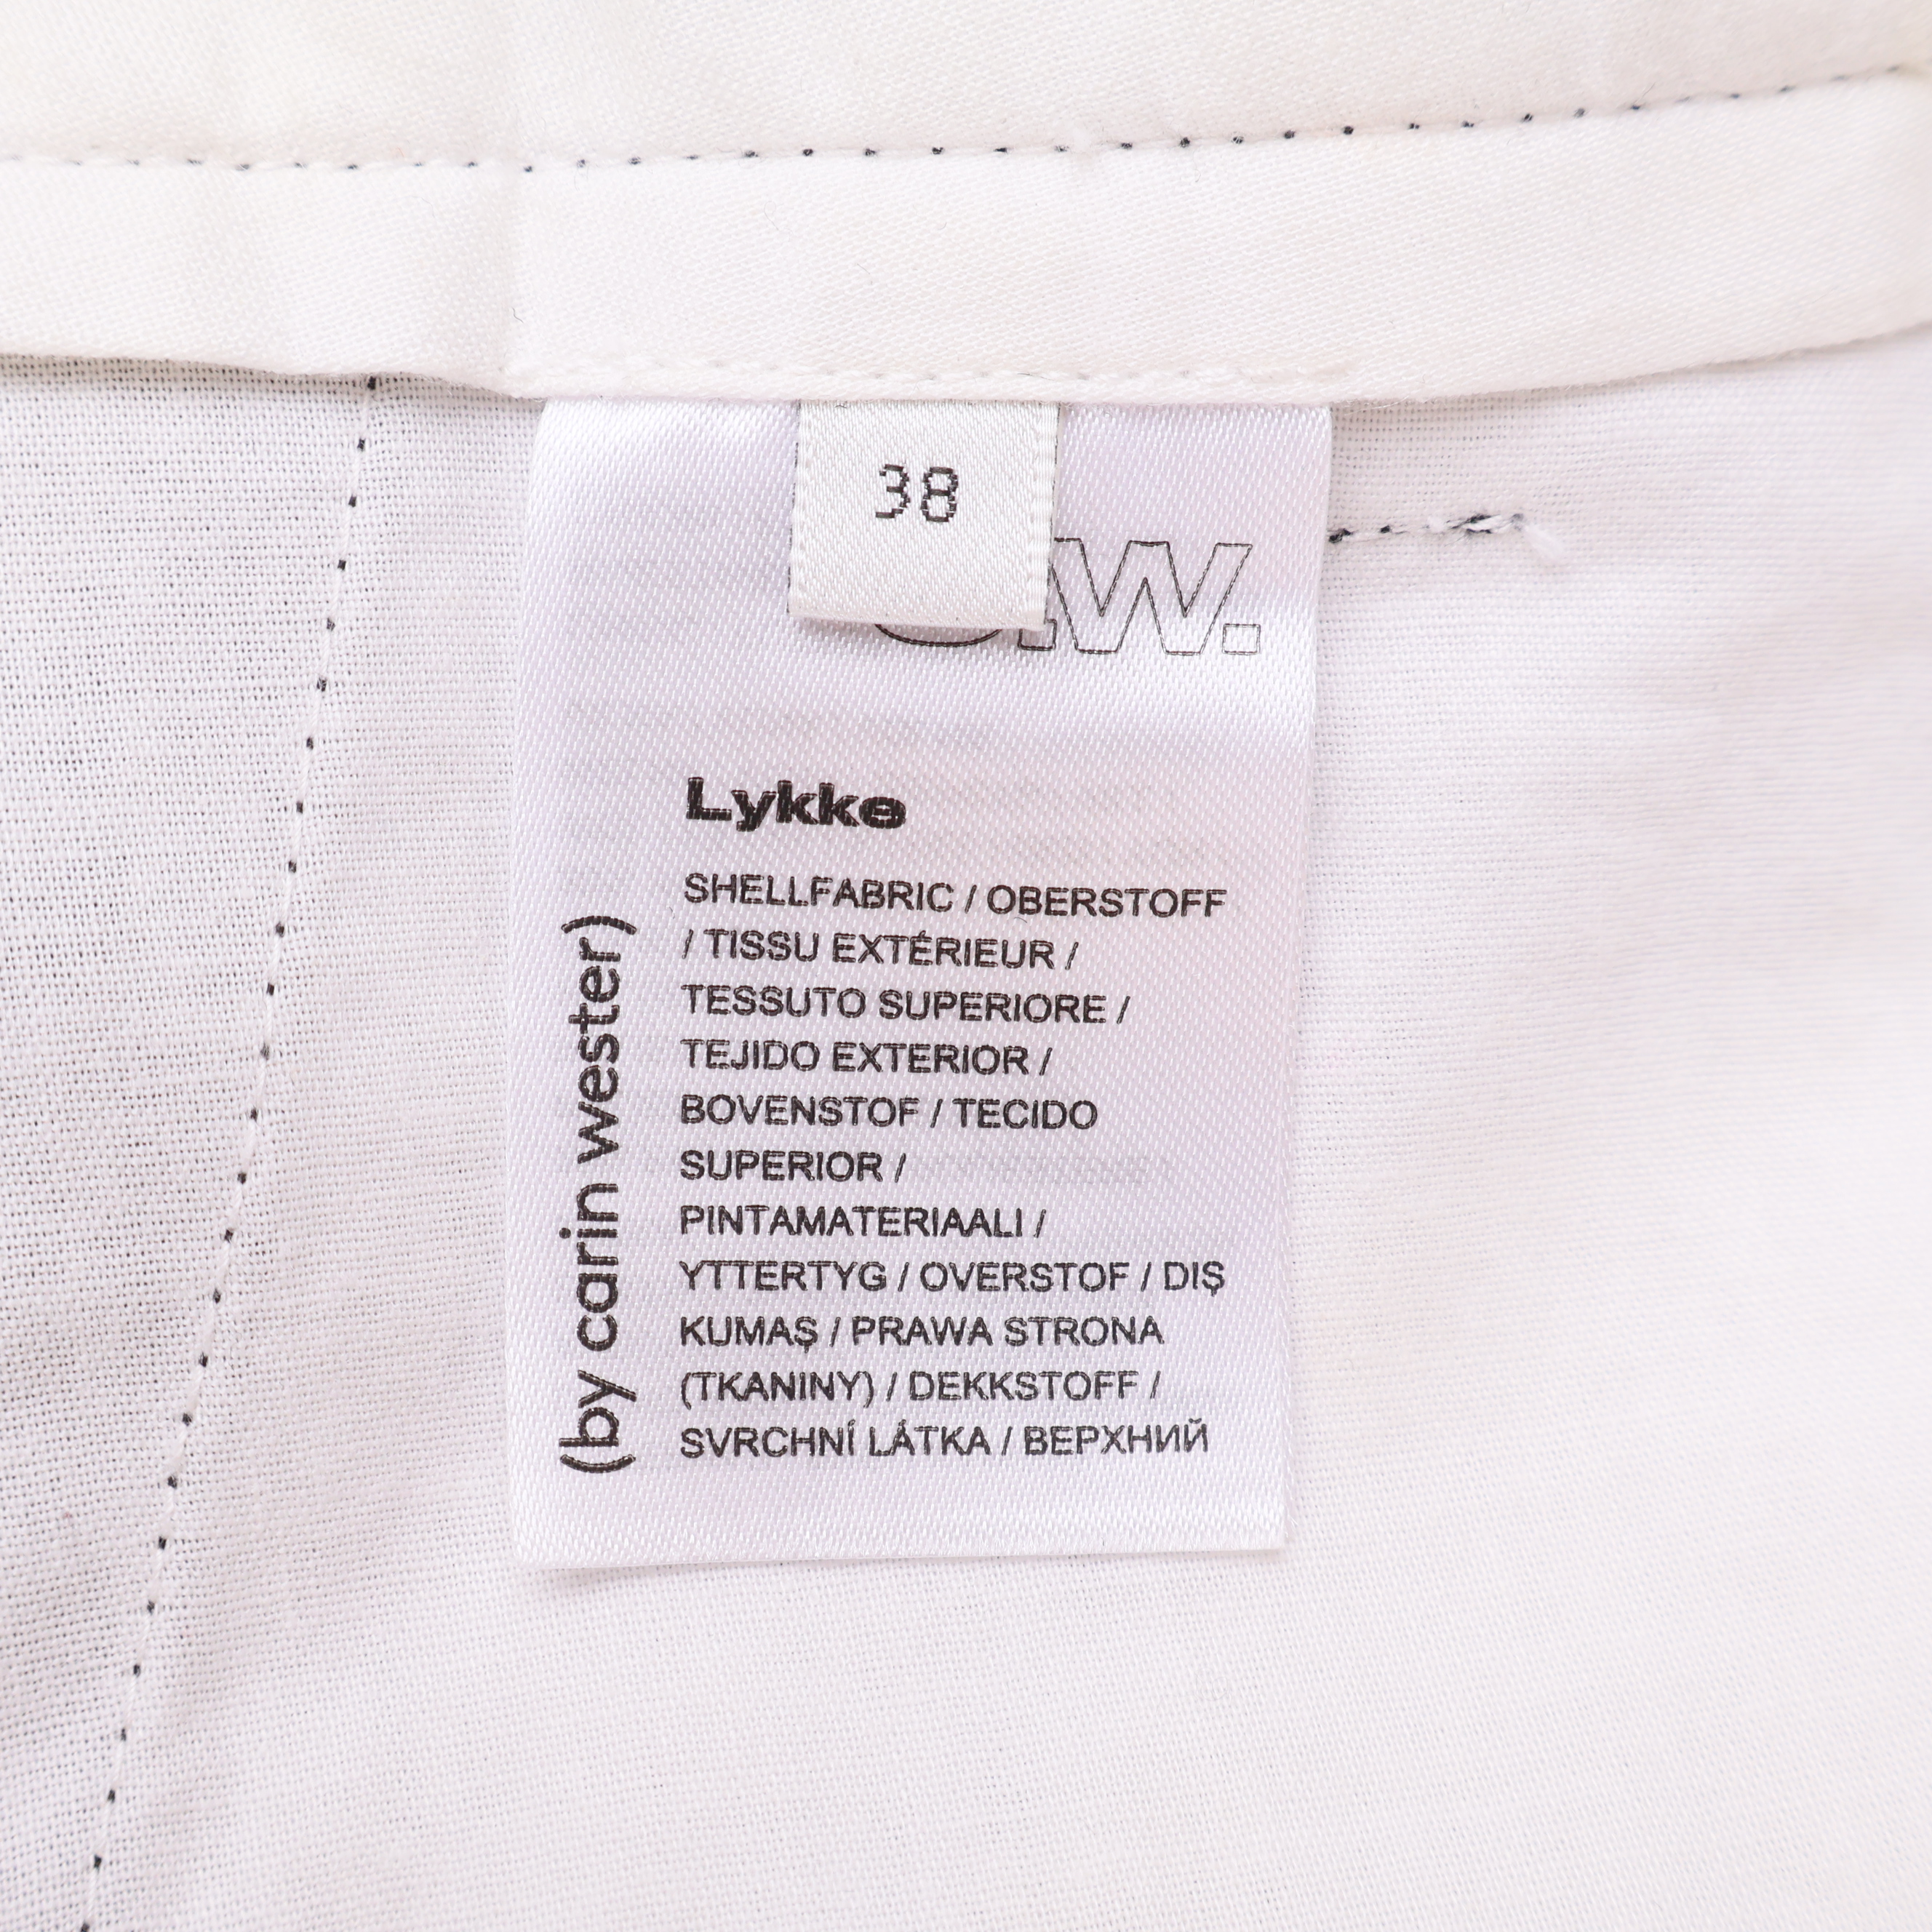 38
W.
Lykke
SHELLFABRIC / OBERSTOFF
/ TISSU EXTÉRIEUR /
TESSUTO SUPERIORE /
TEJIDO EXTERIOR /
BOVENSTOF / TECIDO
SUPERIOR /
PINTAMATERIAALI /
YTTERTYG / OVERSTOF / DIŞ
KUMAŞ / PRAWA STRONA
(TKANINY) / DEKKSTOFF /
SVRCHNÍ LÁTKA / ВЕРХНИЙ
(by carin wester)